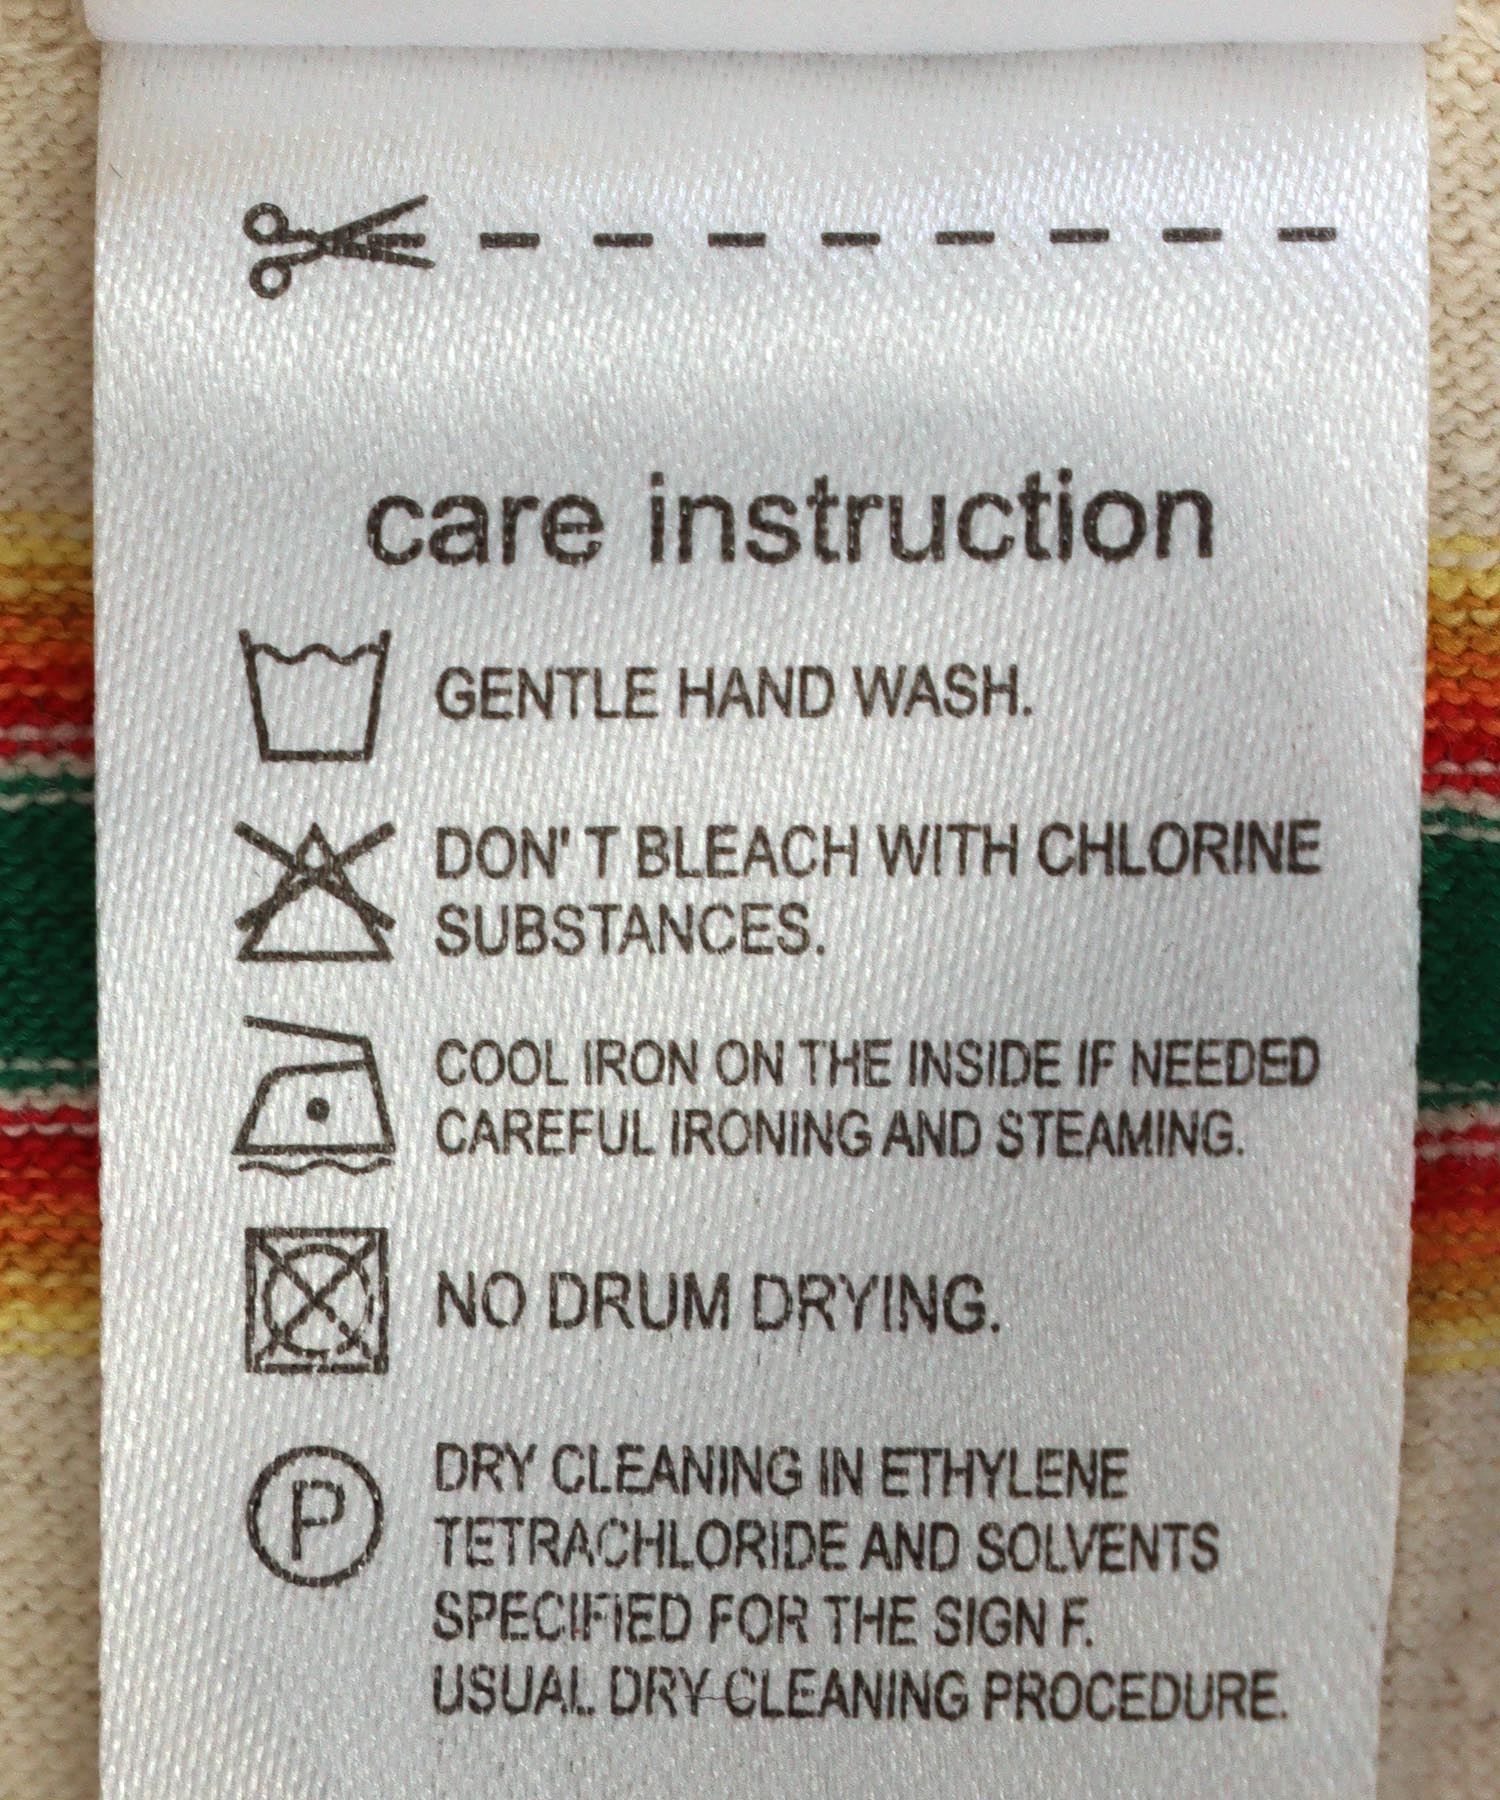 care instruction
GENTLE HAND WASH.
DON'T BLEACH WITH CHLORINE
SUBSTANCES.
COOL IRON ON THE INSIDE IF NEEDED
CAREFUL IRONING AND STEAMING.
NO DRUM DRYING.
P
DRY CLEANING IN ETHYLENE
TETRACHLORIDE AND SOLVENTS
SPECIFIED FOR THE SIGN F.
USUAL DRY CLEANING PROCEDURE.